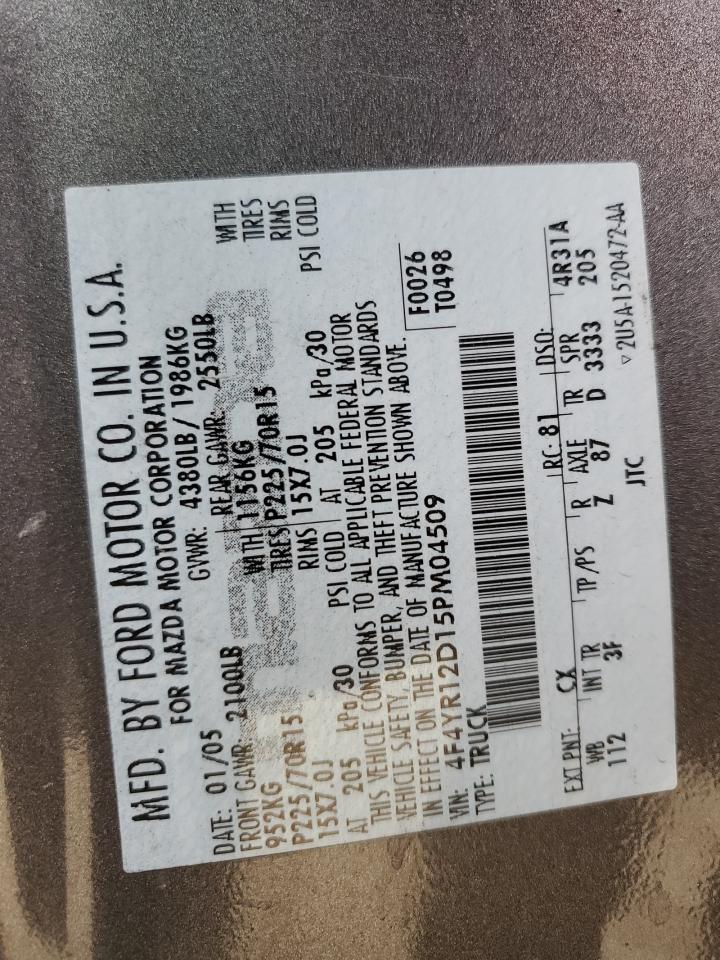 MFD. BY FORD MOTOR CO. IN U.S.A.
FOR MAZDA MOTOR CORPORATION
DATE: 01/05 GVWR: 4380LB/ 1986KG
FRONT GAWR: 2100LB REAR GAWR: 2550LB
952KG WITH 1156KG WITH
P225/70R15 TIRES P225/70R15 TIRES
15X7.0J RIMS 15X7.0J RIMS
AT 205 kPa/30 PSI COLD AT 205 kPa/30 PSI COLD
THIS VEHICLE CONFORMS TO ALL APPLICABLE FEDERAL MOTOR
VEHICLE SAFETY, BUMPER, AND THEFT PREVENTION STANDARDS
IN EFFECT ON THE DATE OF MANUFACTURE SHOWN ABOVE.
VIN: 4F4YR12D15PM04509 F0026
TYPE: TRUCK T0498
EXT PNT: CX RC: 81 DSO:
WB INT TR TP/PS R AXLE TR SPR 4R31A
112 3F Z 87 D 3333 205
JTC
▽2U5A-1520472-AA